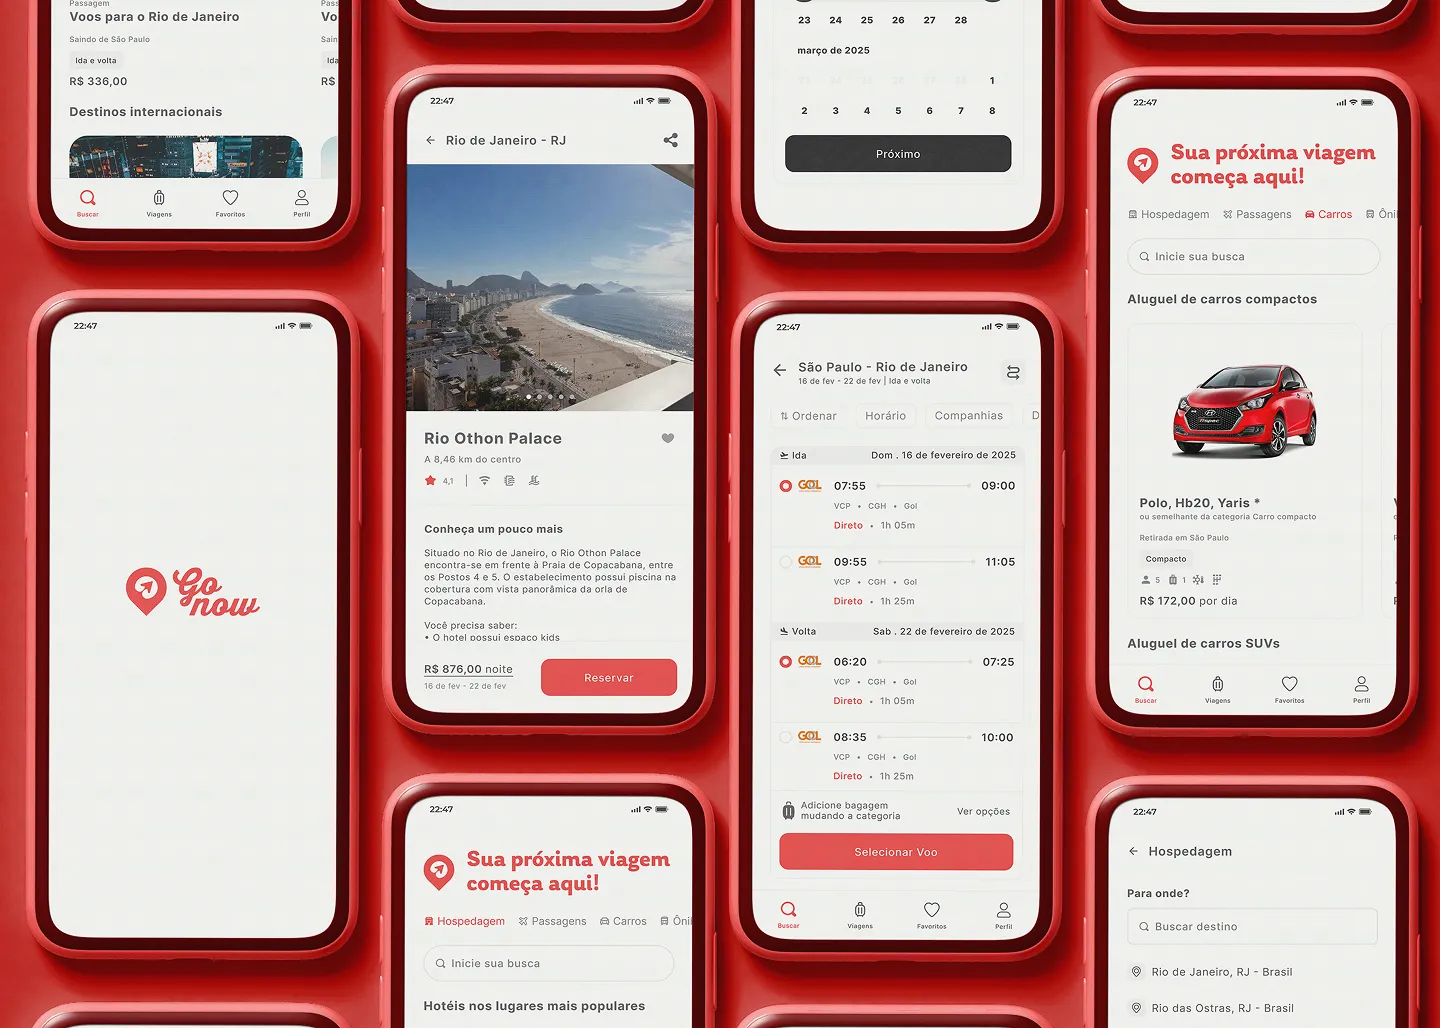 Passagem
Voos para o Rio de Janeiro
Vo
Saindo de São Paulo
Sain
Ida e volta
Ida
R$ 336,00
R$
Destinos internacionais
Buscar
Viagens
Favoritos
Perfil
22:47
Go
now
22:47
Rio de Janeiro - RJ
Rio Othon Palace
A 8,46 km do centro
4,1
Conheça um pouco mais
Situado no Rio de Janeiro, o Rio Othon Palace
encontra-se em frente à Praia de Copacabana, entre
os Postos 4 e 5. O estabelecimento possui piscina na
cobertura com vista panorâmica da orla de
Copacabana.
Você precisa saber:
• O hotel possui espaço kids
R$ 876,00 noite
16 de fev - 22 de fev
Reservar
22:47
Sua próxima viagem
começa aqui!
Hospedagem
Passagens
Carros
Ôni
Inicie sua busca
Hotéis nos lugares mais populares
23 24 25 26 27 28
março de 2025
23 24 25 26 27 28 1
2 3 4 5 6 7 8
Próximo
22:47
São Paulo - Rio de Janeiro
16 de fev - 22 de fev | Ida e volta
Ordenar
Horário
Companhias
D
Ida
Dom . 16 de fevereiro de 2025
GOL 07:55 09:00
VCP • CGH • Gol
Direto • 1h 05m
GOL 09:55 11:05
VCP • CGH • Gol
Direto • 1h 25m
Volta
Sab . 22 de fevereiro de 2025
GOL 06:20 07:25
VCP • CGH • Gol
Direto • 1h 05m
GOL 08:35 10:00
VCP • CGH • Gol
Direto • 1h 25m
Adicione bagagem
mudando a categoria
Ver opções
Selecionar Voo
Buscar
Viagens
Favoritos
Perfil
22:47
Sua próxima viagem
começa aqui!
Hospedagem
Passagens
Carros
Ôni
Inicie sua busca
Aluguel de carros compactos
Polo, Hb20, Yaris *
ou semelhante da categoria Carro compacto
Retirada em São Paulo
Compacto
5
1
R$ 172,00 por dia
Aluguel de carros SUVs
Buscar
Viagens
Favoritos
Perfil
22:47
Hospedagem
Para onde?
Buscar destino
Rio de Janeiro, RJ - Brasil
Rio das Ostras, RJ - Brasil